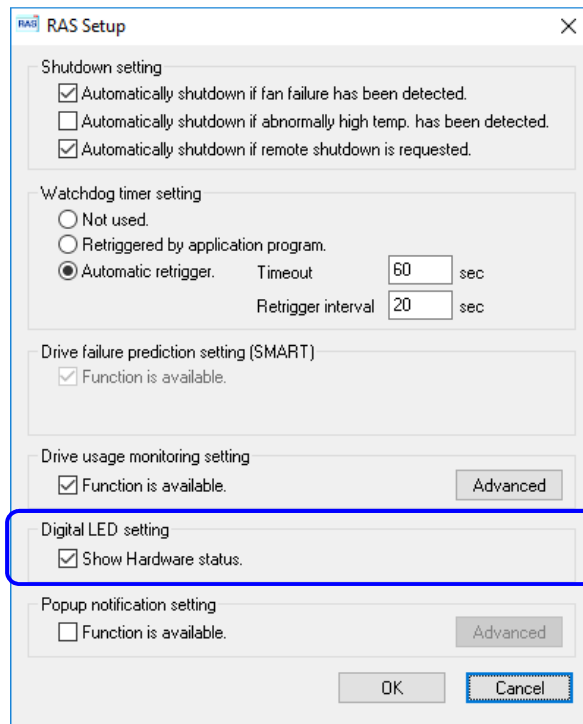 RAS RAS Setup
Shutdown setting
Automatically shutdown if fan failure has been detected.
Automatically shutdown if abnormally high temp. has been detected.
Automatically shutdown if remote shutdown is requested.
Watchdog timer setting
Not used.
Retriggered by application program.
Automatic retrigger. Timeout 60 sec
Retrigger interval 20 sec
Drive failure prediction setting (SMART)
Function is available.
Drive usage monitoring setting
Function is available. Advanced
Digital LED setting
Show Hardware status.
Popup notification setting
Function is available. Advanced
OK Cancel